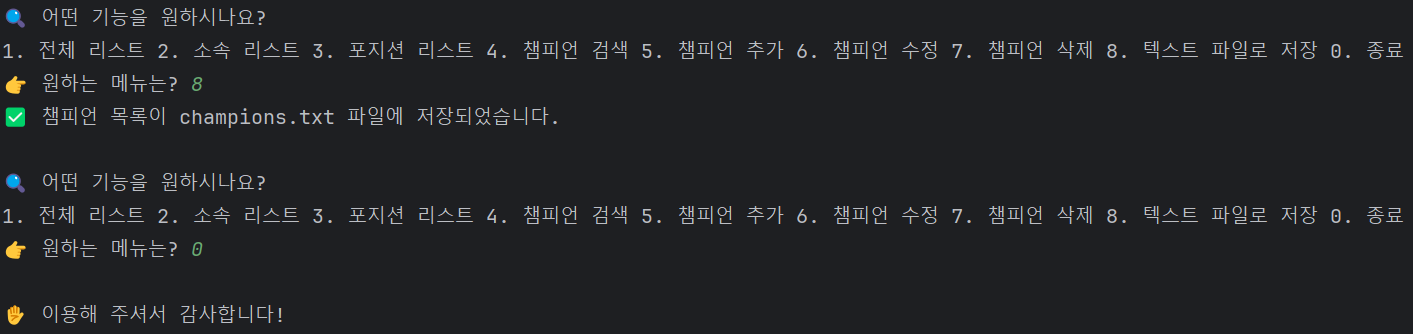 🔍 어떤 기능을 원하시나요?
1. 전체 리스트 2. 소속 리스트 3. 포지션 리스트 4. 챔피언 검색 5. 챔피언 추가 6. 챔피언 수정 7. 챔피언 삭제 8. 텍스트 파일로 저장 0. 종료
👉 원하는 메뉴는? 8
✅ 챔피언 목록이 champions.txt 파일에 저장되었습니다.
🔍 어떤 기능을 원하시나요?
1. 전체 리스트 2. 소속 리스트 3. 포지션 리스트 4. 챔피언 검색 5. 챔피언 추가 6. 챔피언 수정 7. 챔피언 삭제 8. 텍스트 파일로 저장 0. 종료
👉 원하는 메뉴는? 0
✋ 이용해 주셔서 감사합니다!